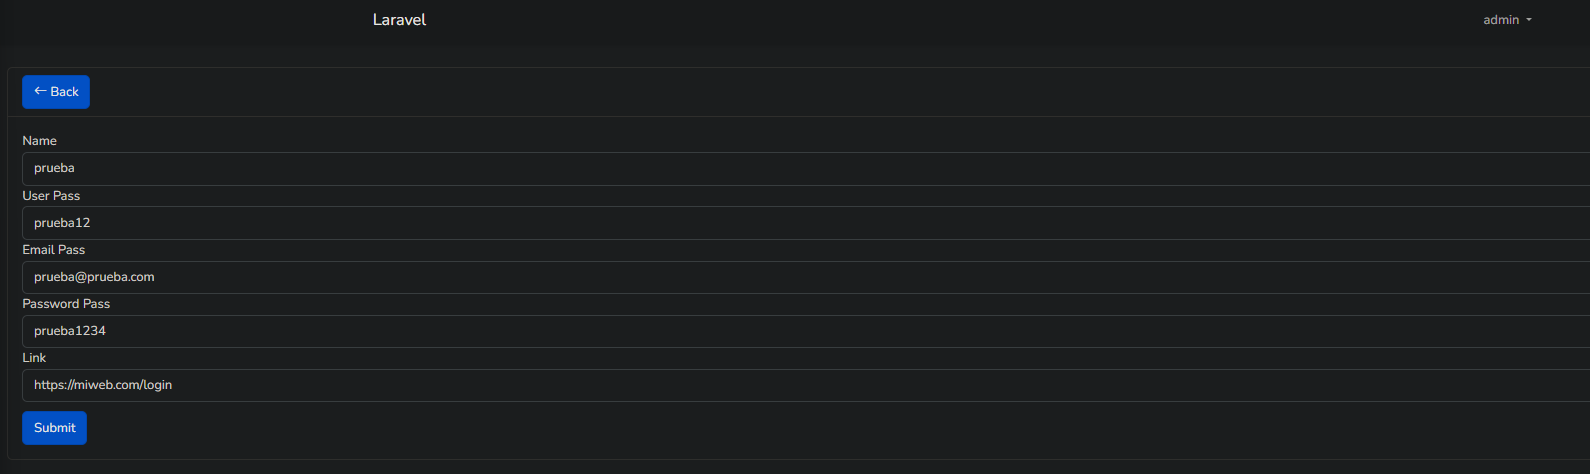 Laravel
admin
← Back
Name
prueba
User Pass
prueba12
Email Pass
prueba@prueba.com
Password Pass
prueba1234
Link
https://miweb.com/login
Submit